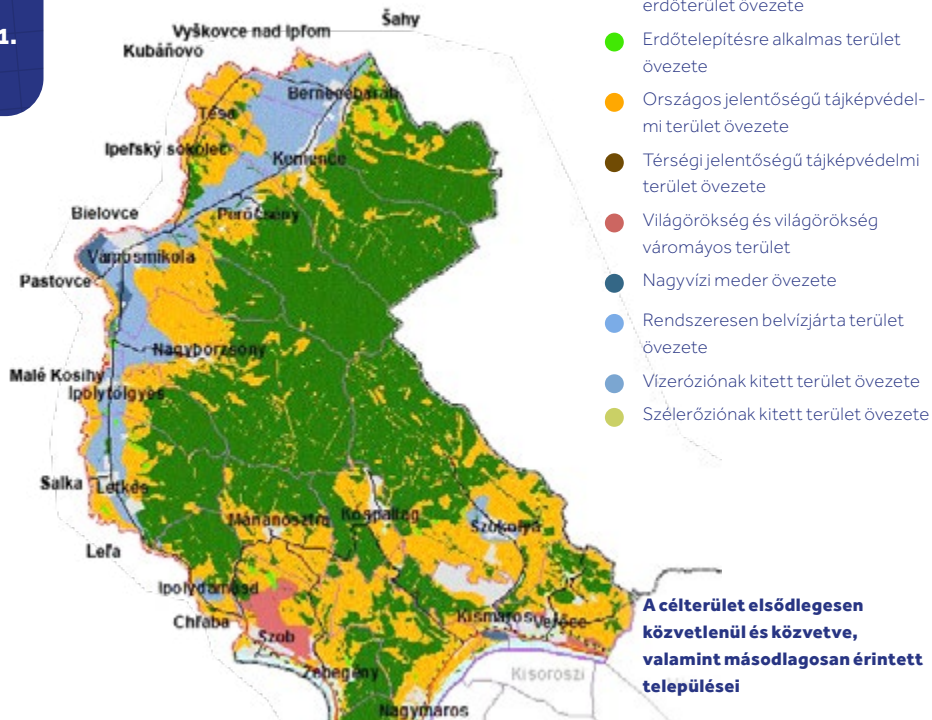 1.
Šahy
Vyškovce nad Ipľom
Kubáňovo
Bernecebaráti
Tésa
Ipeľský sokolec
Kemence
Bielovce
Perőcsény
Vámosmikola
Pastovce
Nagybörzsöny
Malé Kosihy
Ipolytölgyes
Salka
Letkés
Márianosztra
Kóspallag
Szokolya
Leľa
Ipolydamásd
Chľaba
Szob
Kismaros
Verőce
Zebegény
Kisoroszi
Nagymaros
erdőterület övezete
Erdőtelepítésre alkalmas terület
övezete
Országos jelentőségű tájképvédel-
mi terület övezete
Térségi jelentőségű tájképvédelmi
terület övezete
Világörökség és világörökség
váromáyos terület
Nagyvízi meder övezete
Rendszeresen belvízjárta terület
övezete
Vízeróziónak kitett terület övezete
Szélerőziónak kitett terület övezete
A célterület elsődlegesen
közvetlenül és közvetve,
valamint másodlagosan érintett
települései